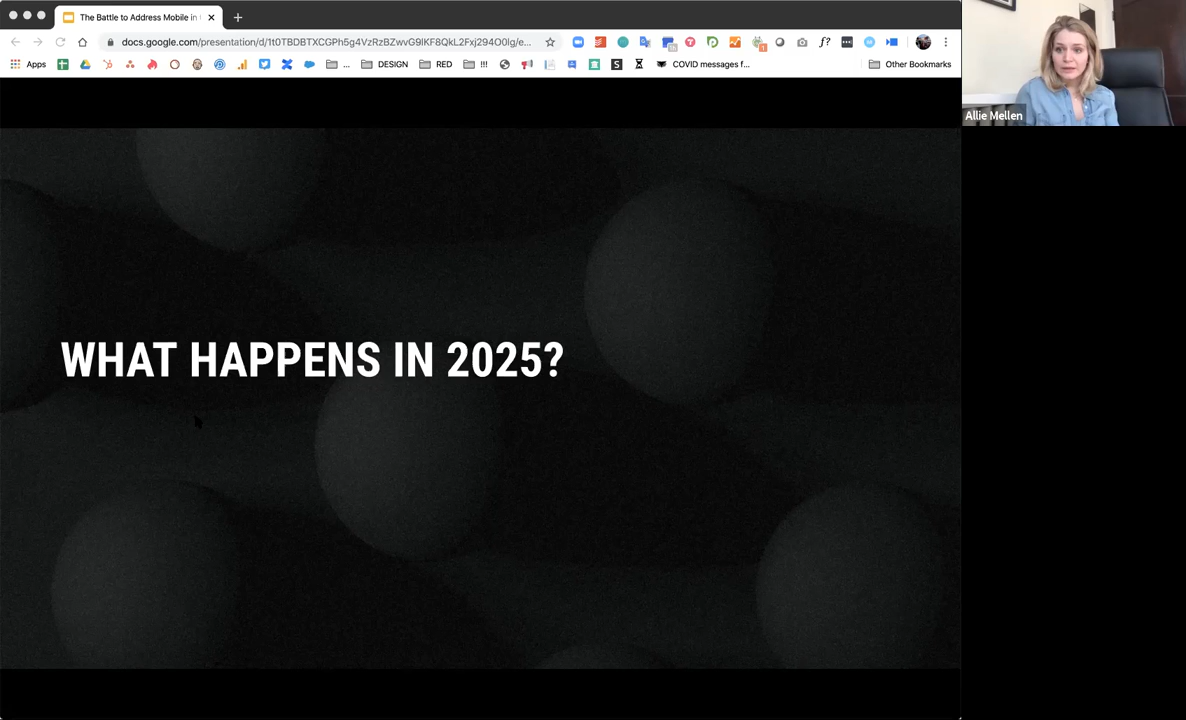 The Battle to Address Mobile in
docs.google.com/presentation/d/1t0TBDBTXCGPh5g4VzRzBZwvG9IKF8QkL2Fxj294O0lg/e...
Apps
...
DESIGN
RED
!!!
COVID messages f...
Other Bookmarks
Allie Mellen
WHAT HAPPENS IN 2025?